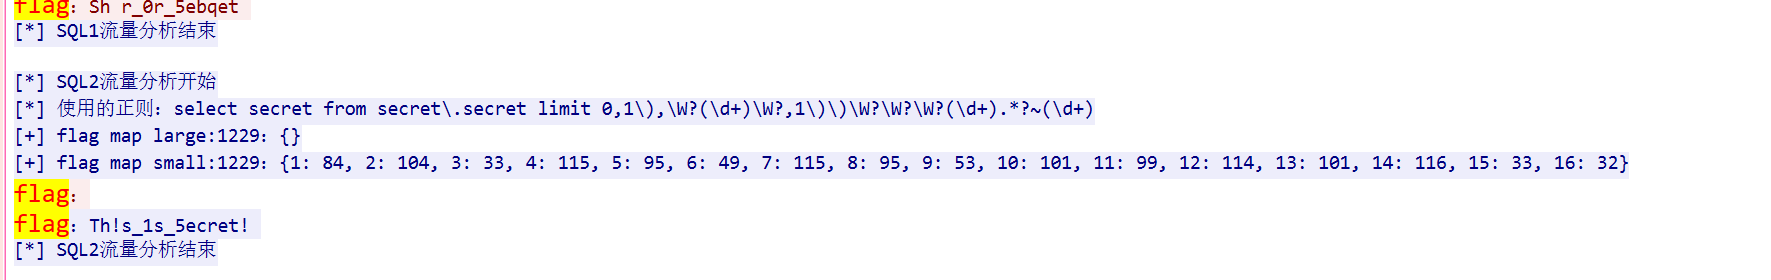 flag：Sh r_0r_5ebqet
[*] SQL1流量分析结束
[*] SQL2流量分析开始
[*] 使用的正则：select secret from secret\.secret limit 0,1\),\W?(\d+)\W?,1\)\)\W?\W?\W?(\d+).*?~(\d+)
[+] flag map large:1229：{}
[+] flag map small:1229：{1: 84, 2: 104, 3: 33, 4: 115, 5: 95, 6: 49, 7: 115, 8: 95, 9: 53, 10: 101, 11: 99, 12: 114, 13: 101, 14: 116, 15: 33, 16: 32}
flag：
flag：Th!s_1s_5ecret!
[*] SQL2流量分析结束